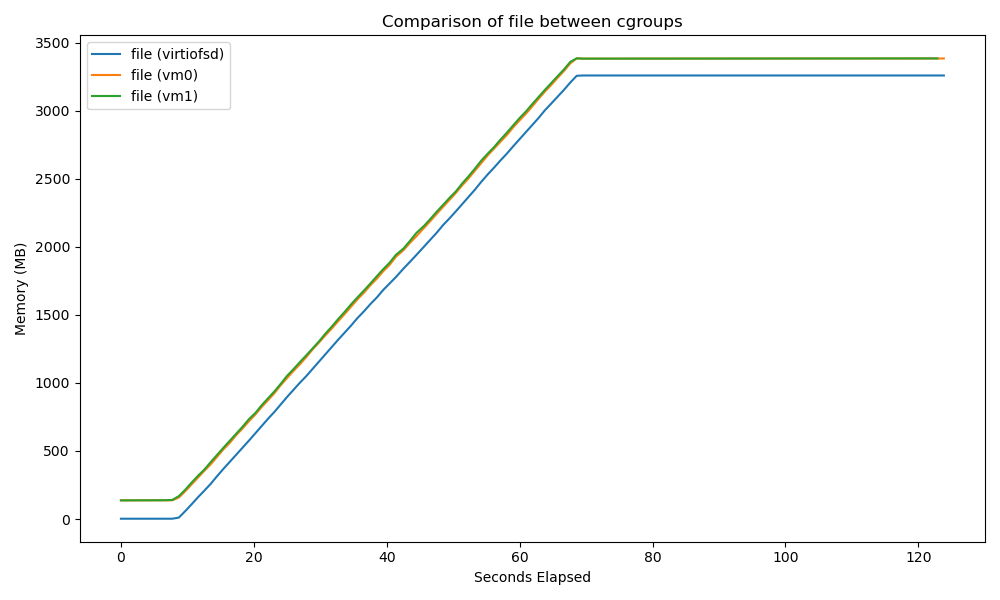 Comparison of file between cgroups
file (virtiofsd)
file (vm0)
file (vm1)
Memory (MB)
3500
3000
2500
2000
1500
1000
500
0
0 20 40 60 80 100 120
Seconds Elapsed